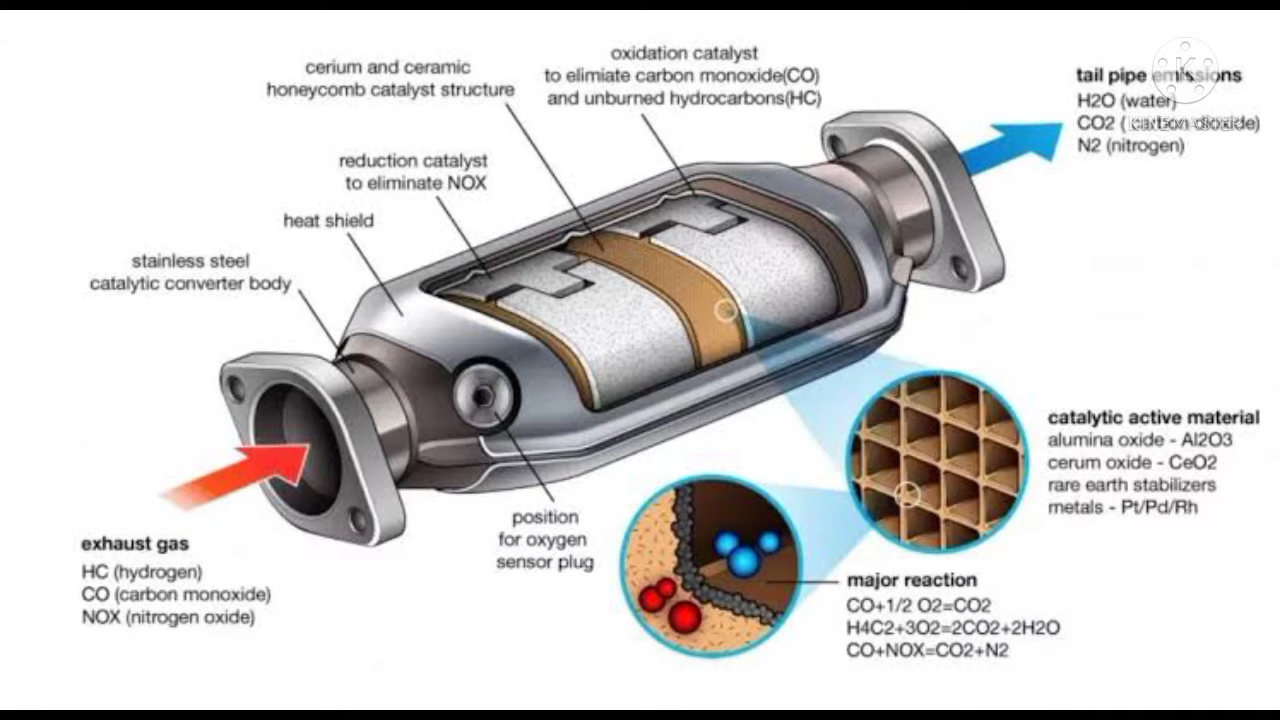 cerium and ceramic
honeycomb catalyst structure
oxidation catalyst
to elimiate carbon monoxide(CO)
and unburned hydrocarbons(HC)
tail pipe emissions
H2O (water)
CO2 ( carbon dioxide)
N2 (nitrogen)
K
reduction catalyst
to eliminate NOX
heat shield
stainless steel
catalytic converter body
catalytic active material
alumina oxide - Al2O3
cerum oxide - CeO2
rare earth stabilizers
metals - Pt/Pd/Rh
position
for oxygen
sensor plug
exhaust gas
HC (hydrogen)
CO (carbon monoxide)
NOX (nitrogen oxide)
major reaction
CO+1/2 O2=CO2
H4C2+3O2=2CO2+2H2O
CO+NOX=CO2+N2